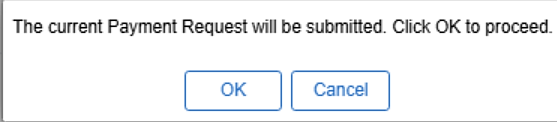 The current Payment Request will be submitted. Click OK to proceed.
OK Cancel